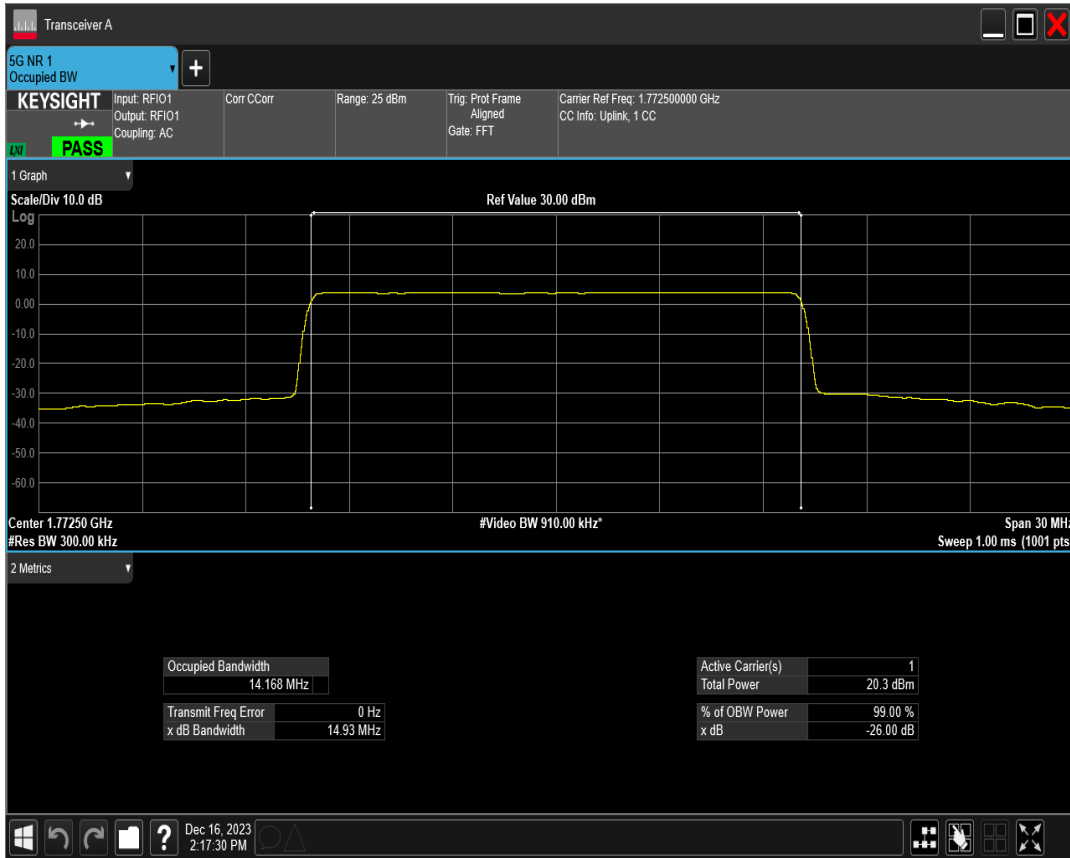 Transceiver A
5G NR 1
Occupied BW
+
KEYSIGHT
LXI
PASS
Input: RFIO1
Output: RFIO1
Coupling: AC
Corr CCorr
Range: 25 dBm
Trig: Prot Frame
Aligned
Gate: FFT
Carrier Ref Freq: 1.772500000 GHz
CC Info: Uplink, 1 CC
1 Graph
Scale/Div 10.0 dB
Ref Value 30.00 dBm
Log
20.0
10.0
0.00
-10.0
-20.0
-30.0
-40.0
-50.0
-60.0
Center 1.77250 GHz
#Video BW 910.00 kHz*
Span 30 MHz
#Res BW 300.00 kHz
Sweep 1.00 ms (1001 pts
2 Metrics
Occupied Bandwidth
14.168 MHz
Transmit Freq Error 0 Hz
x dB Bandwidth 14.93 MHz
Active Carrier(s) 1
Total Power 20.3 dBm
% of OBW Power 99.00 %
x dB -26.00 dB
?
Dec 16, 2023
2:17:30 PM